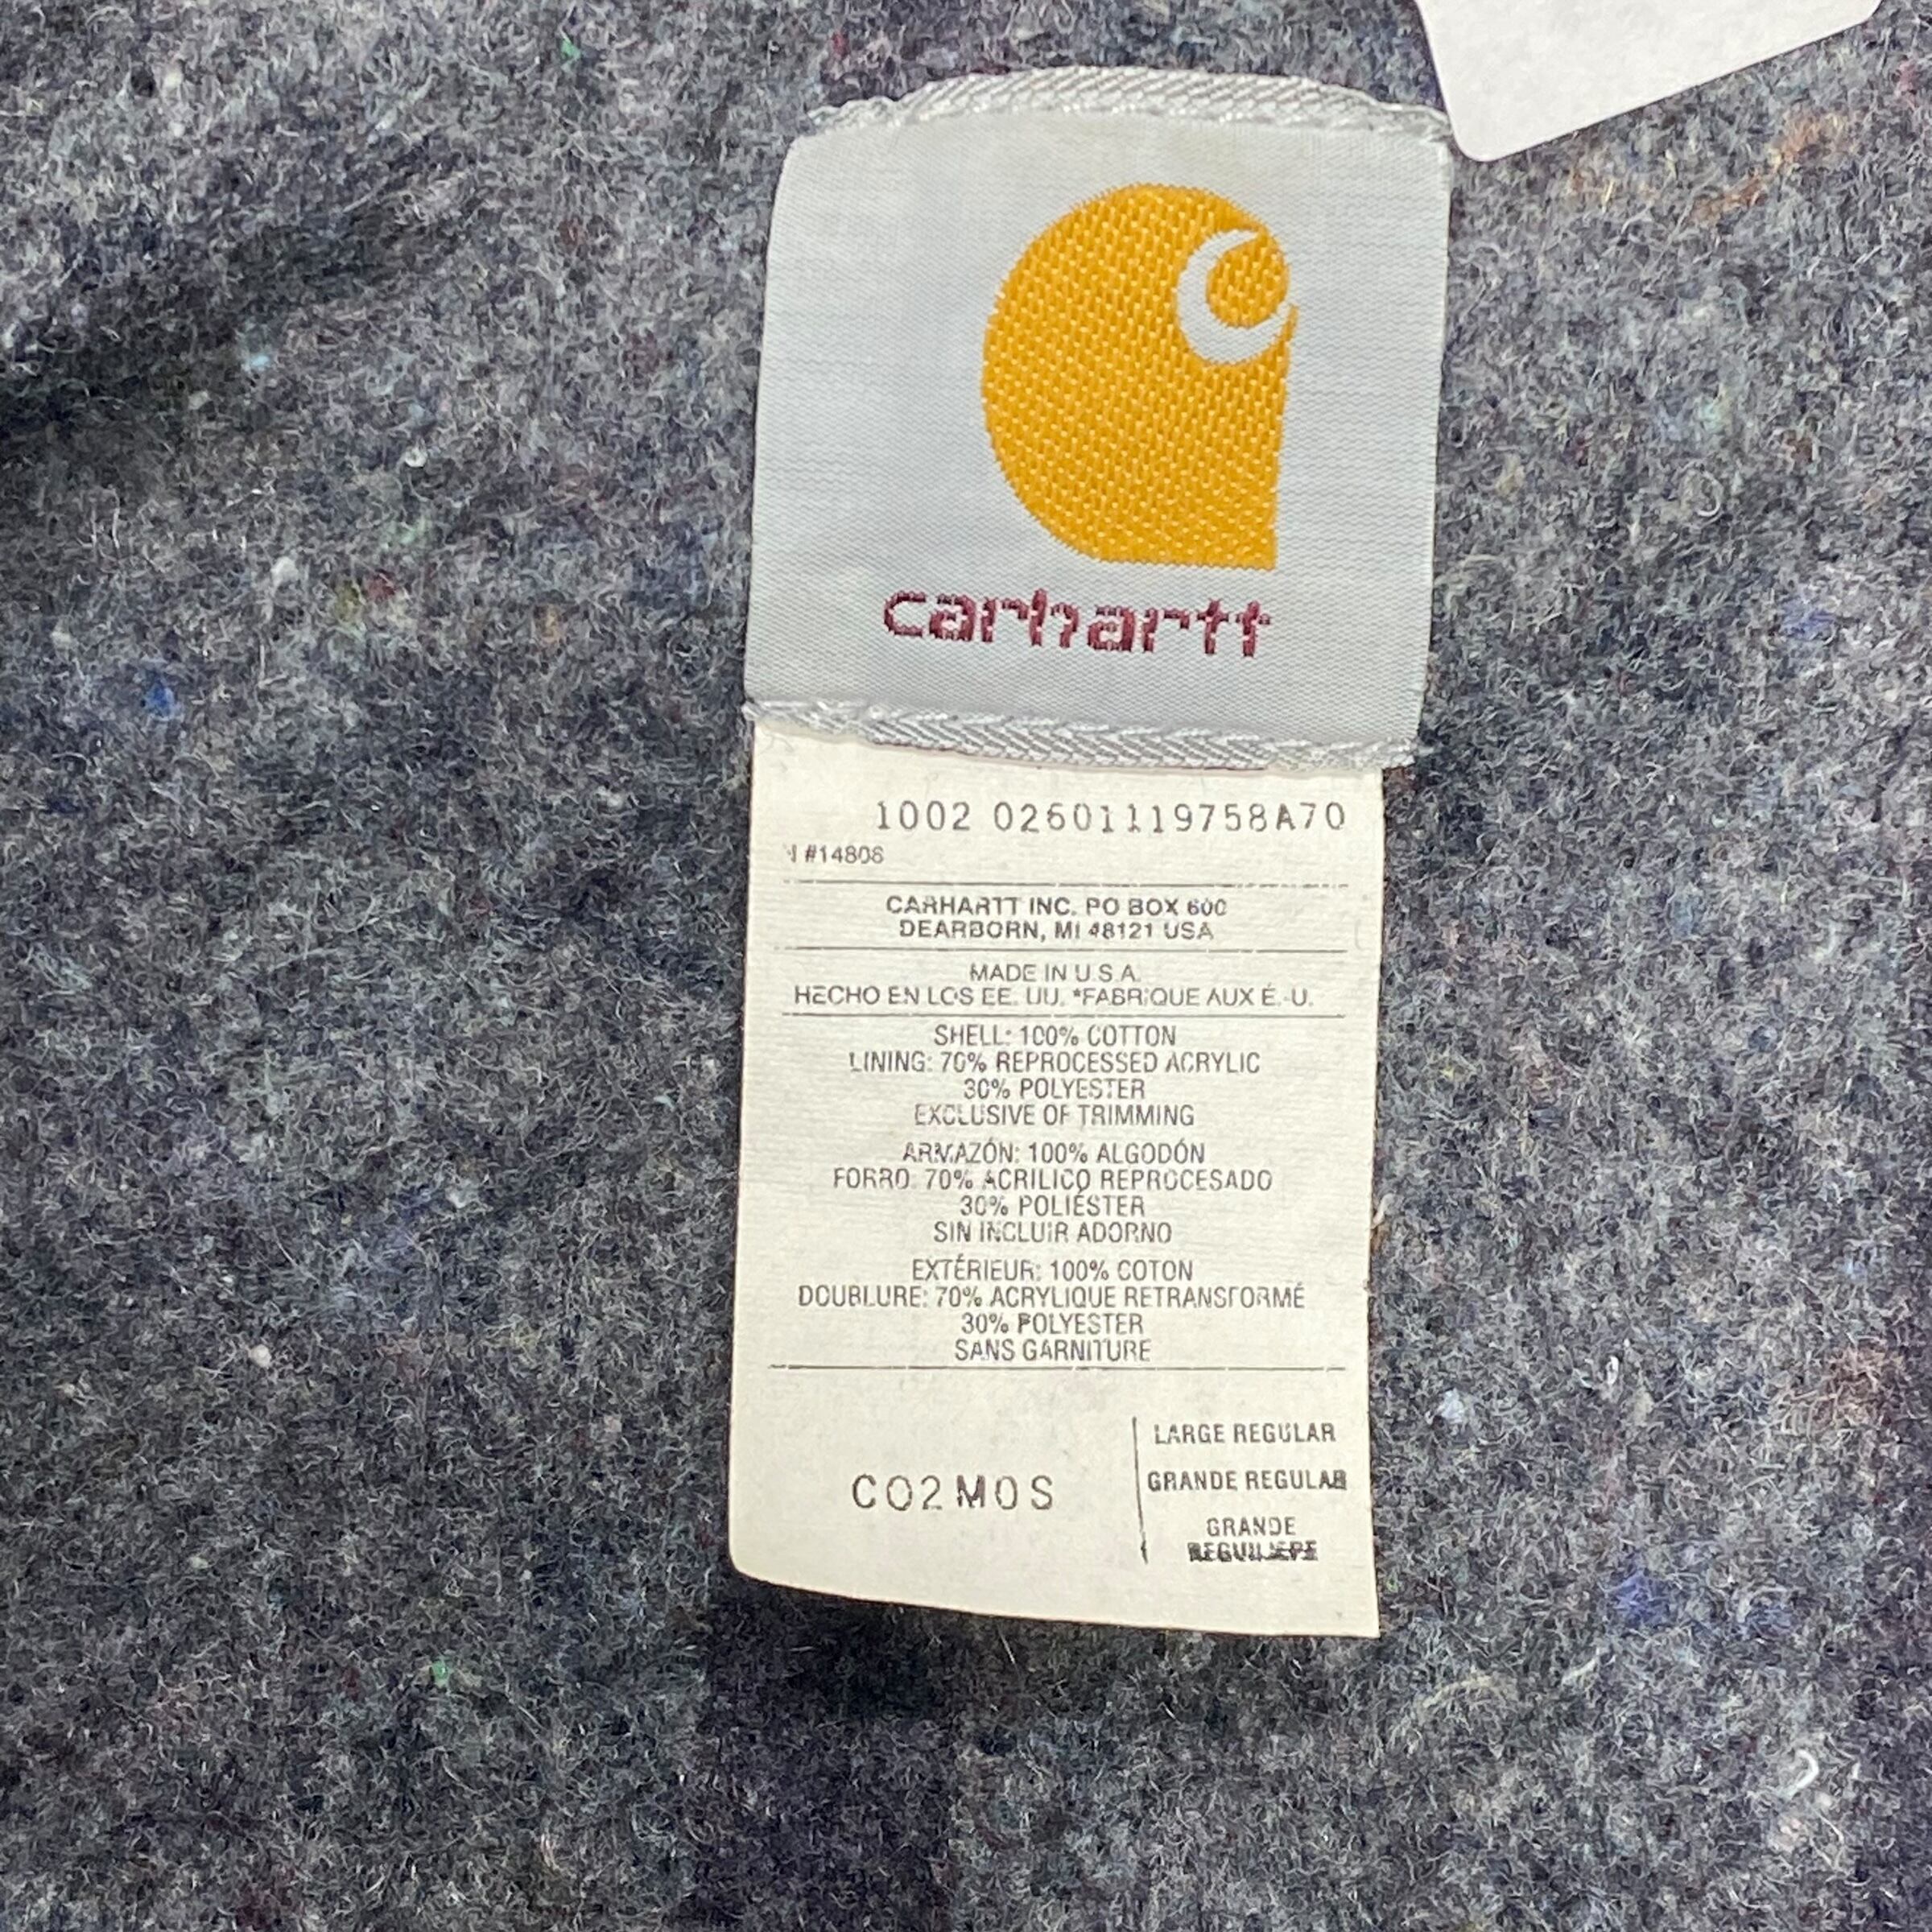 carhartt
1002 02601119758A70
#14806
CARHARTT INC. PO BOX 600
DEARBORN, MI 48121 USA
MADE IN U.S.A.
HECHO EN LOS EE. UU. *FABRIQUE AUX É.-U.
SHELL: 100% COTTON
LINING: 70% REPROCESSED ACRYLIC
30% POLYESTER
EXCLUSIVE OF TRIMMING
ARMAZÓN: 100% ALGODÓN
FORRO: 70% ACRILICO REPROCESADO
30% POLIÉSTER
SIN INCLUIR ADORNO
EXTÉRIEUR: 100% COTON
DOUBLURE: 70% ACRYLIQUE RETRANSFORMÉ
30% POLYESTER
SANS GARNITURE
C02M0S
LARGE REGULAR
GRANDE REGULAR
GRANDE